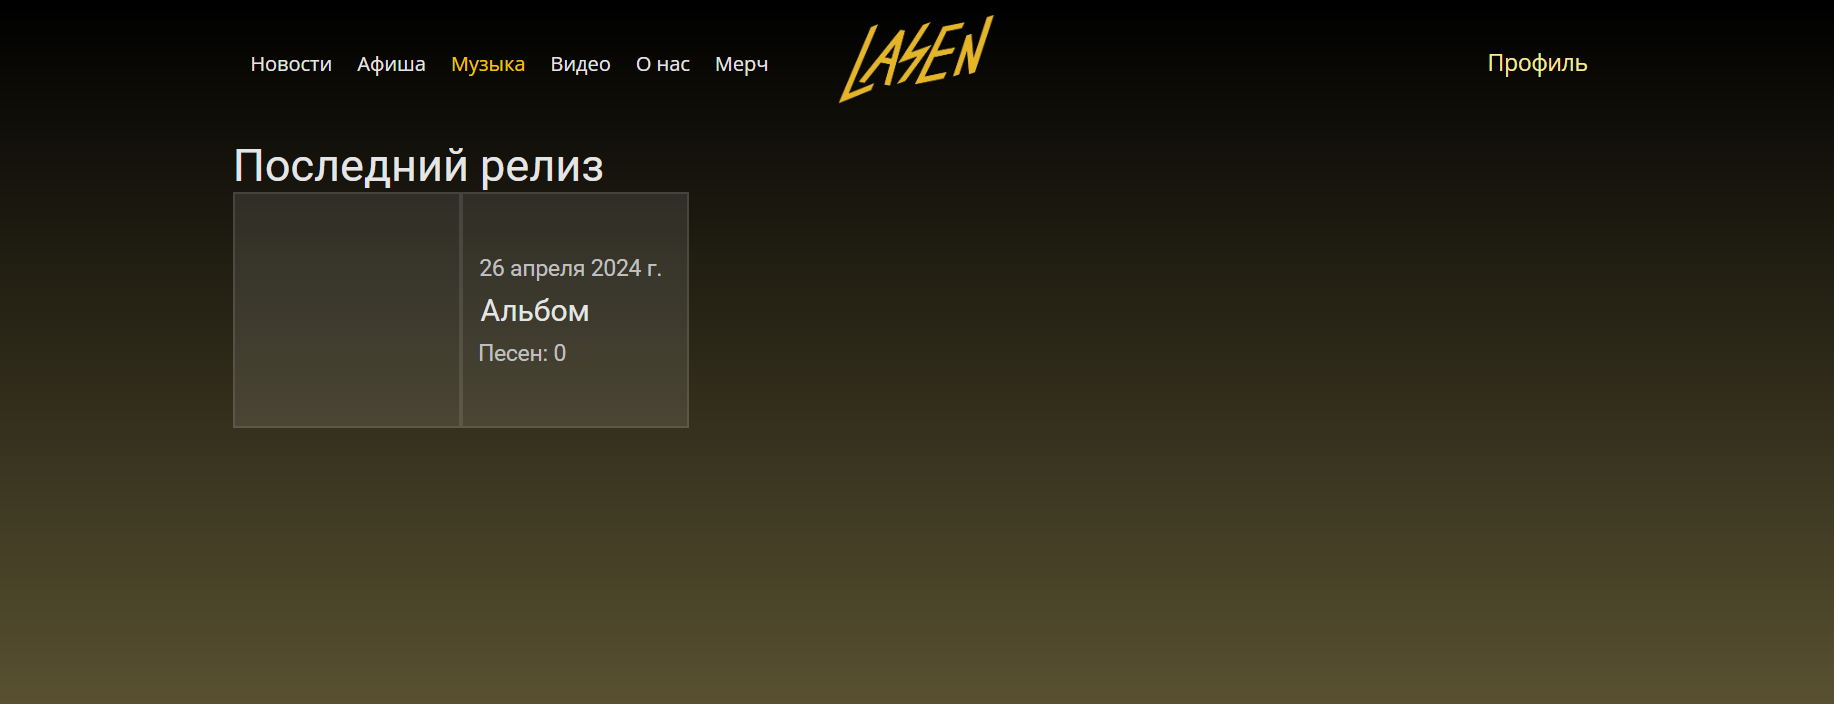 Новости Афиша Музыка Видео О нас Мерч LASEN Профиль
Последний релиз
26 апреля 2024 г.
Альбом
Песен: 0